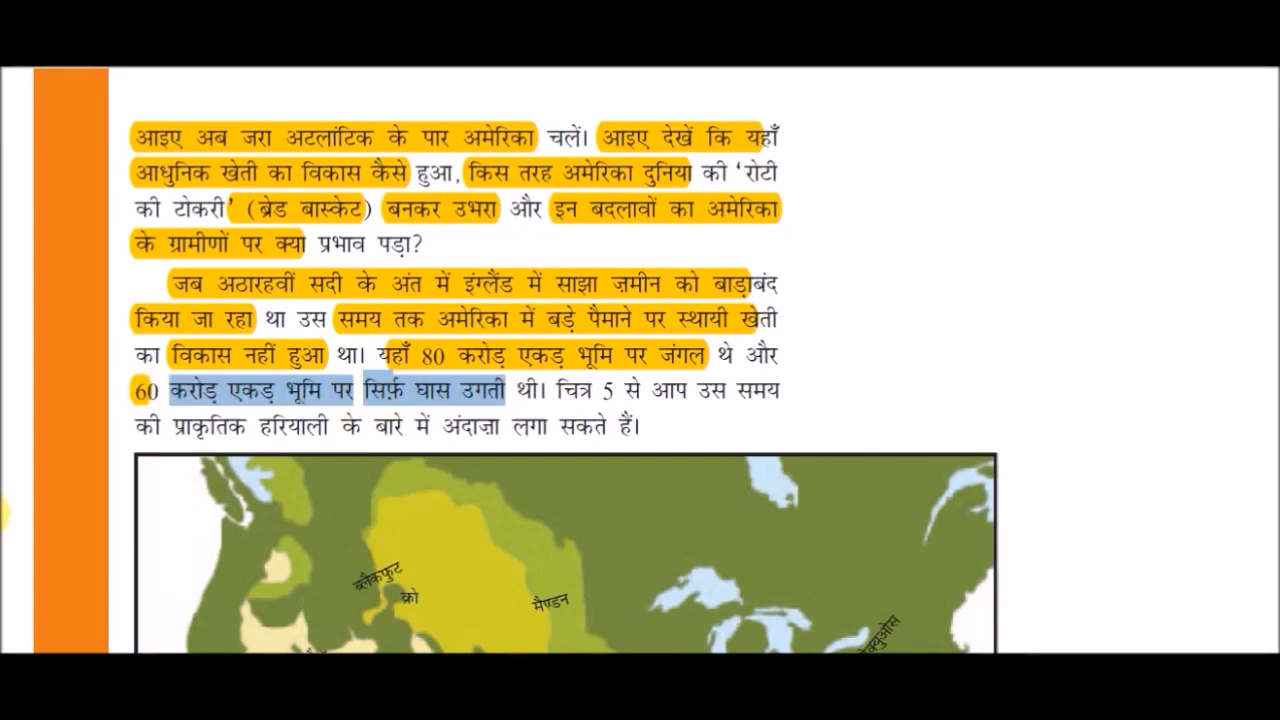 आइए अब जरा अटलांटिक के पार अमेरिका चलें। आइए देखें कि यहाँ
आधुनिक खेती का विकास कैसे हुआ, किस तरह अमेरिका दुनिया की ‘रोटी
की टोकरी’ (ब्रेड बास्केट) बनकर उभरा और इन बदलावों का अमेरिका
के ग्रामीणों पर क्या प्रभाव पड़ा?
जब अठारहवीं सदी के अंत में इंग्लैंड में साझा ज़मीन को बाड़ाबंद
किया जा रहा था उस समय तक अमेरिका में बड़े पैमाने पर स्थायी खेती
का विकास नहीं हुआ था। यहाँ 80 करोड़ एकड़ भूमि पर जंगल थे और
60 करोड़ एकड़ भूमि पर सिर्फ़ घास उगती थी। चित्र 5 से आप उस समय
की प्राकृतिक हरियाली के बारे में अंदाज़ा लगा सकते हैं।
ब्लैकफुट
क्रो
मैण्डन